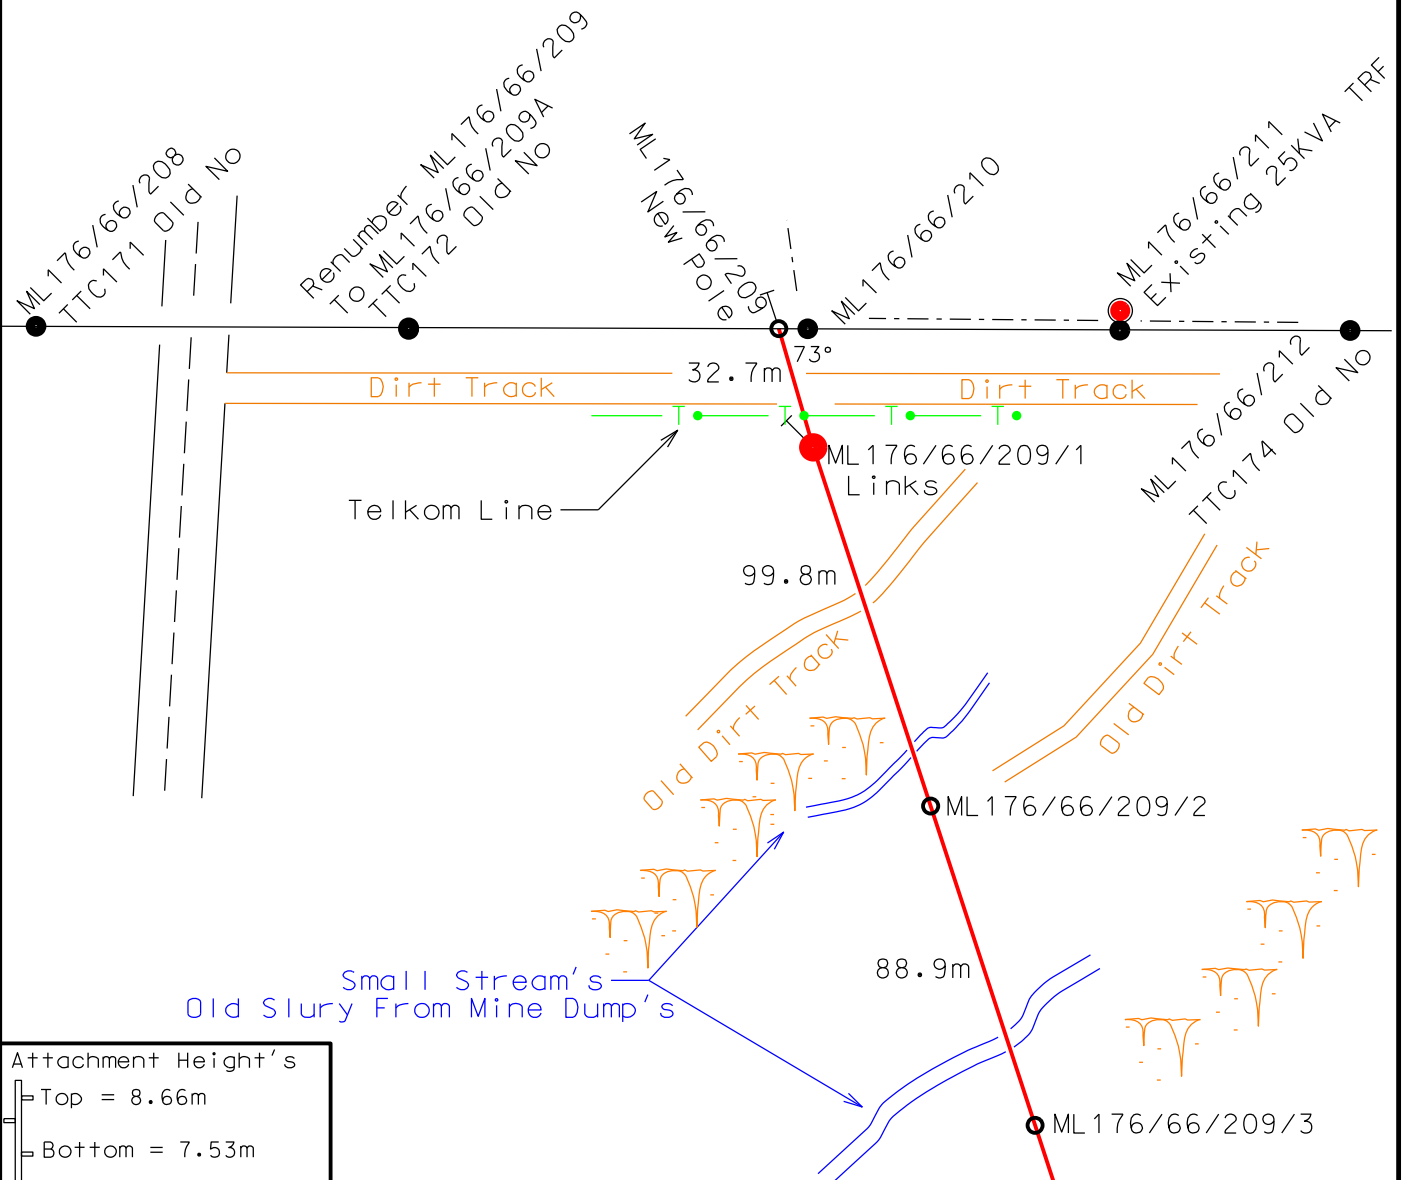 ML176/66/208
TTC171 Old No
Renumber ML176/66/209
To ML176/66/209A
TTC172 Old No
ML176/66/209
New Pole
ML176/66/210
ML176/66/211
Existing 25KVA TRF
73°
32.7m
Dirt Track
Dirt Track
T
T
T
T
ML176/66/212
TTC174 Old No
ML176/66/209/1
Links
Telkom Line
99.8m
Old Dirt Track
Old Dirt Track
ML176/66/209/2
88.9m
Small Stream's
Old Slury From Mine Dump's
ML176/66/209/3
Attachment Height's
Top = 8.66m
Bottom = 7.53m